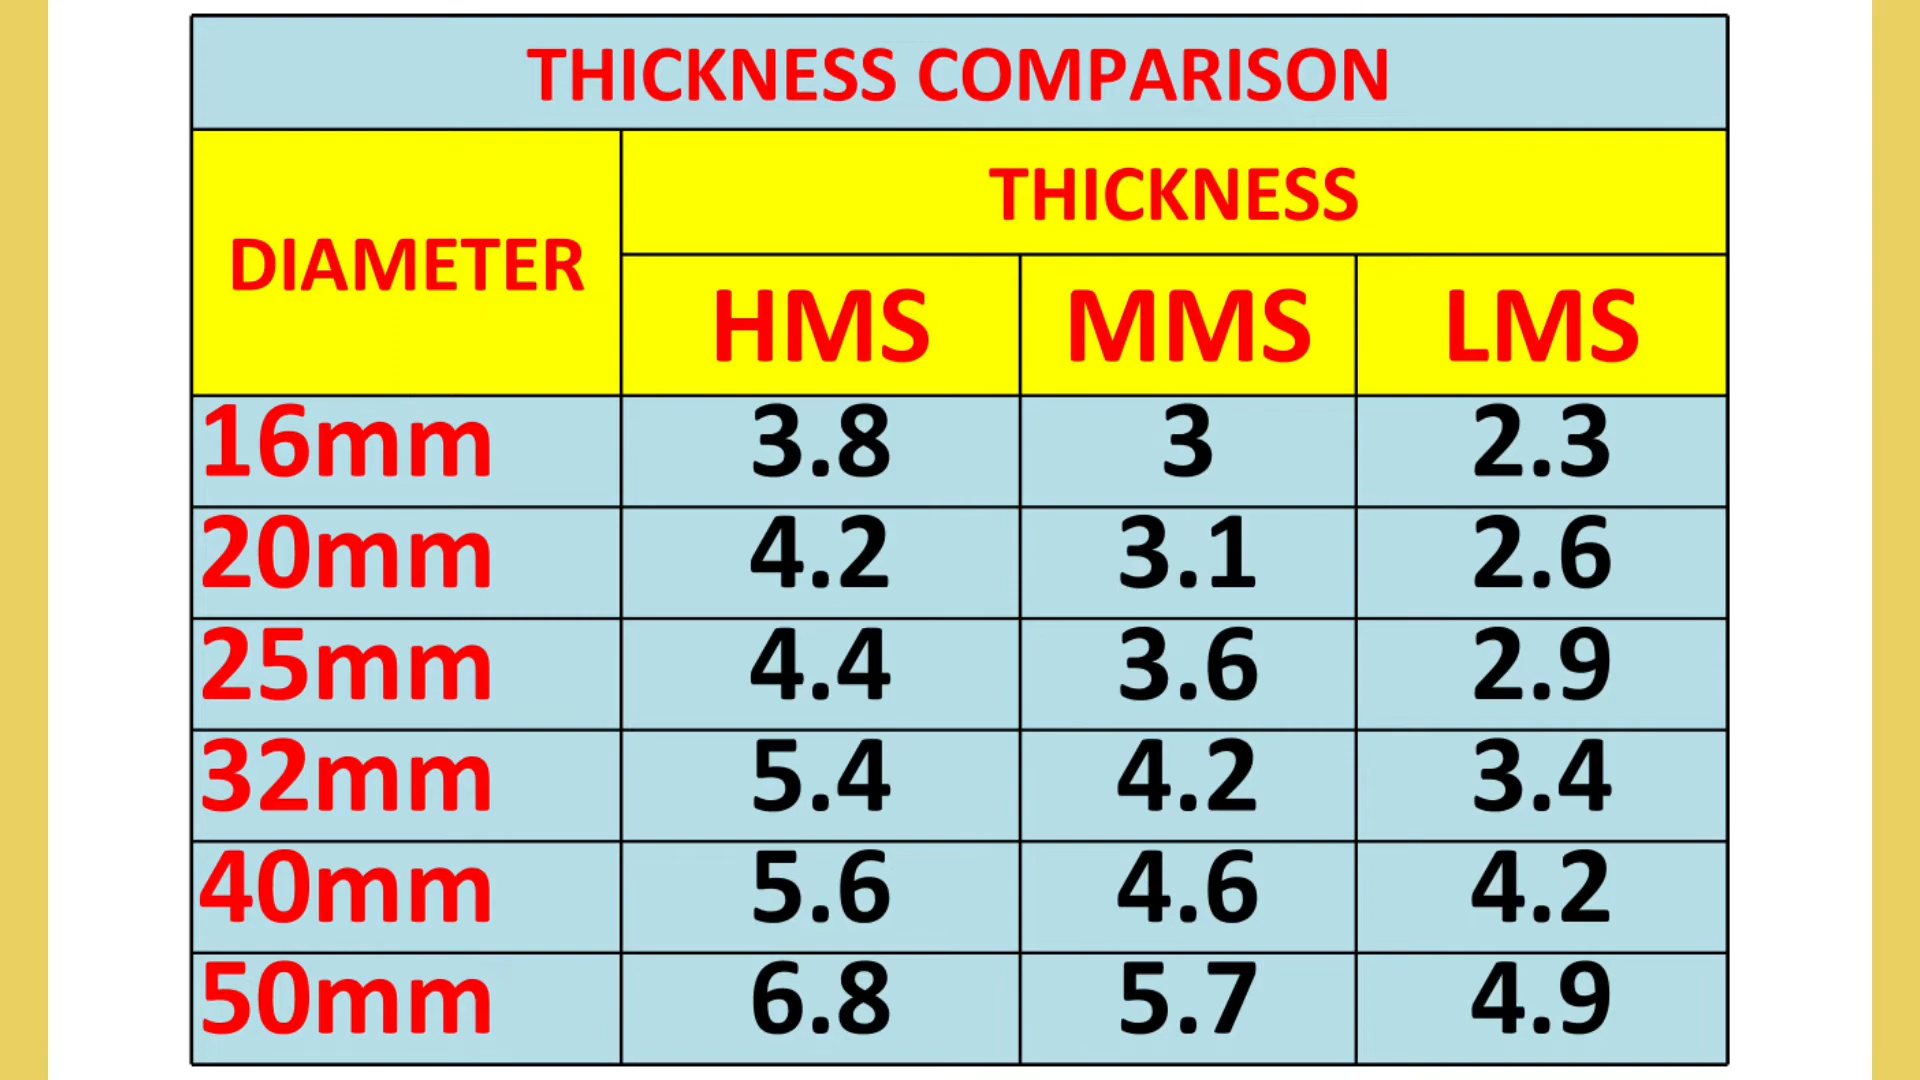 THICKNESS COMPARISON
DIAMETER THICKNESS
HMS MMS LMS
16mm 3.8 3 2.3
20mm 4.2 3.1 2.6
25mm 4.4 3.6 2.9
32mm 5.4 4.2 3.4
40mm 5.6 4.6 4.2
50mm 6.8 5.7 4.9